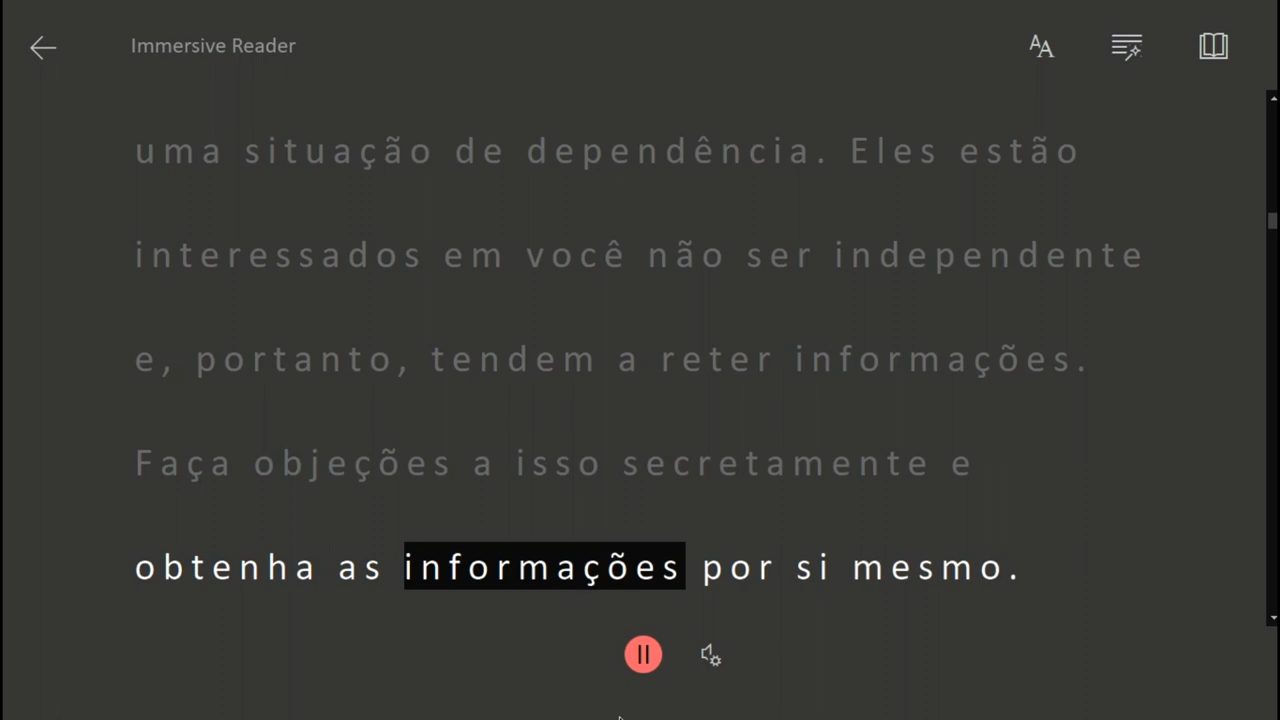 Immersive Reader
uma situação de dependência. Eles estão
interessados em você não ser independente
e, portanto, tendem a reter informações.
Faça objeções a isso secretamente e
obtenha as informações por si mesmo.